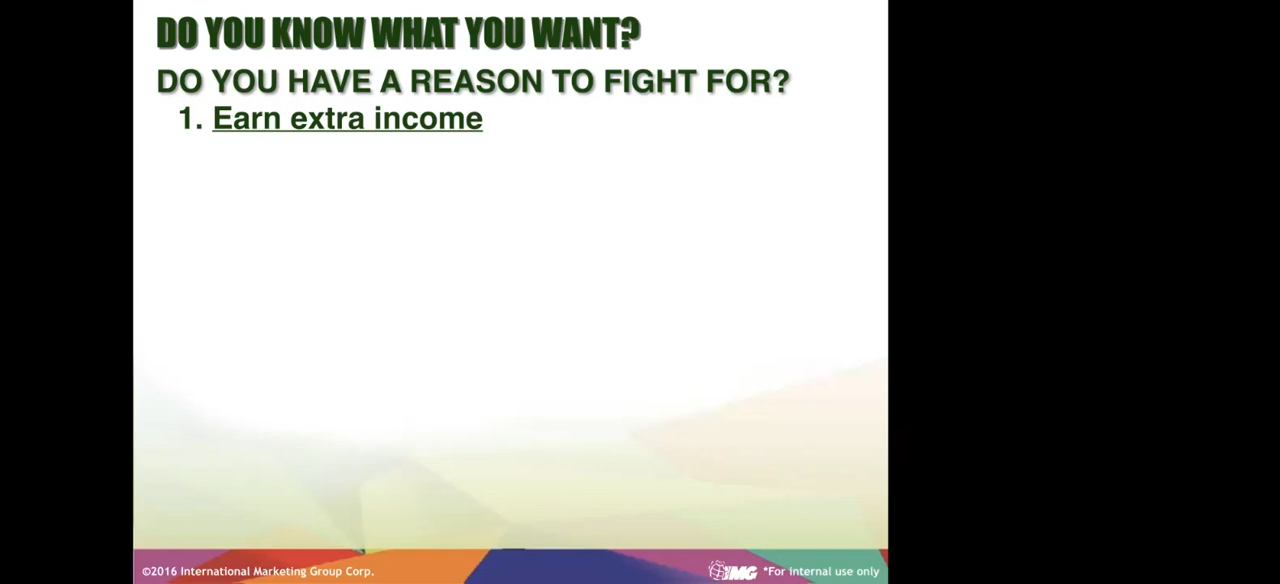 DO YOU KNOW WHAT YOU WANT?
DO YOU HAVE A REASON TO FIGHT FOR?
1. Earn extra income
©2016 International Marketing Group Corp.
IMG *For internal use only